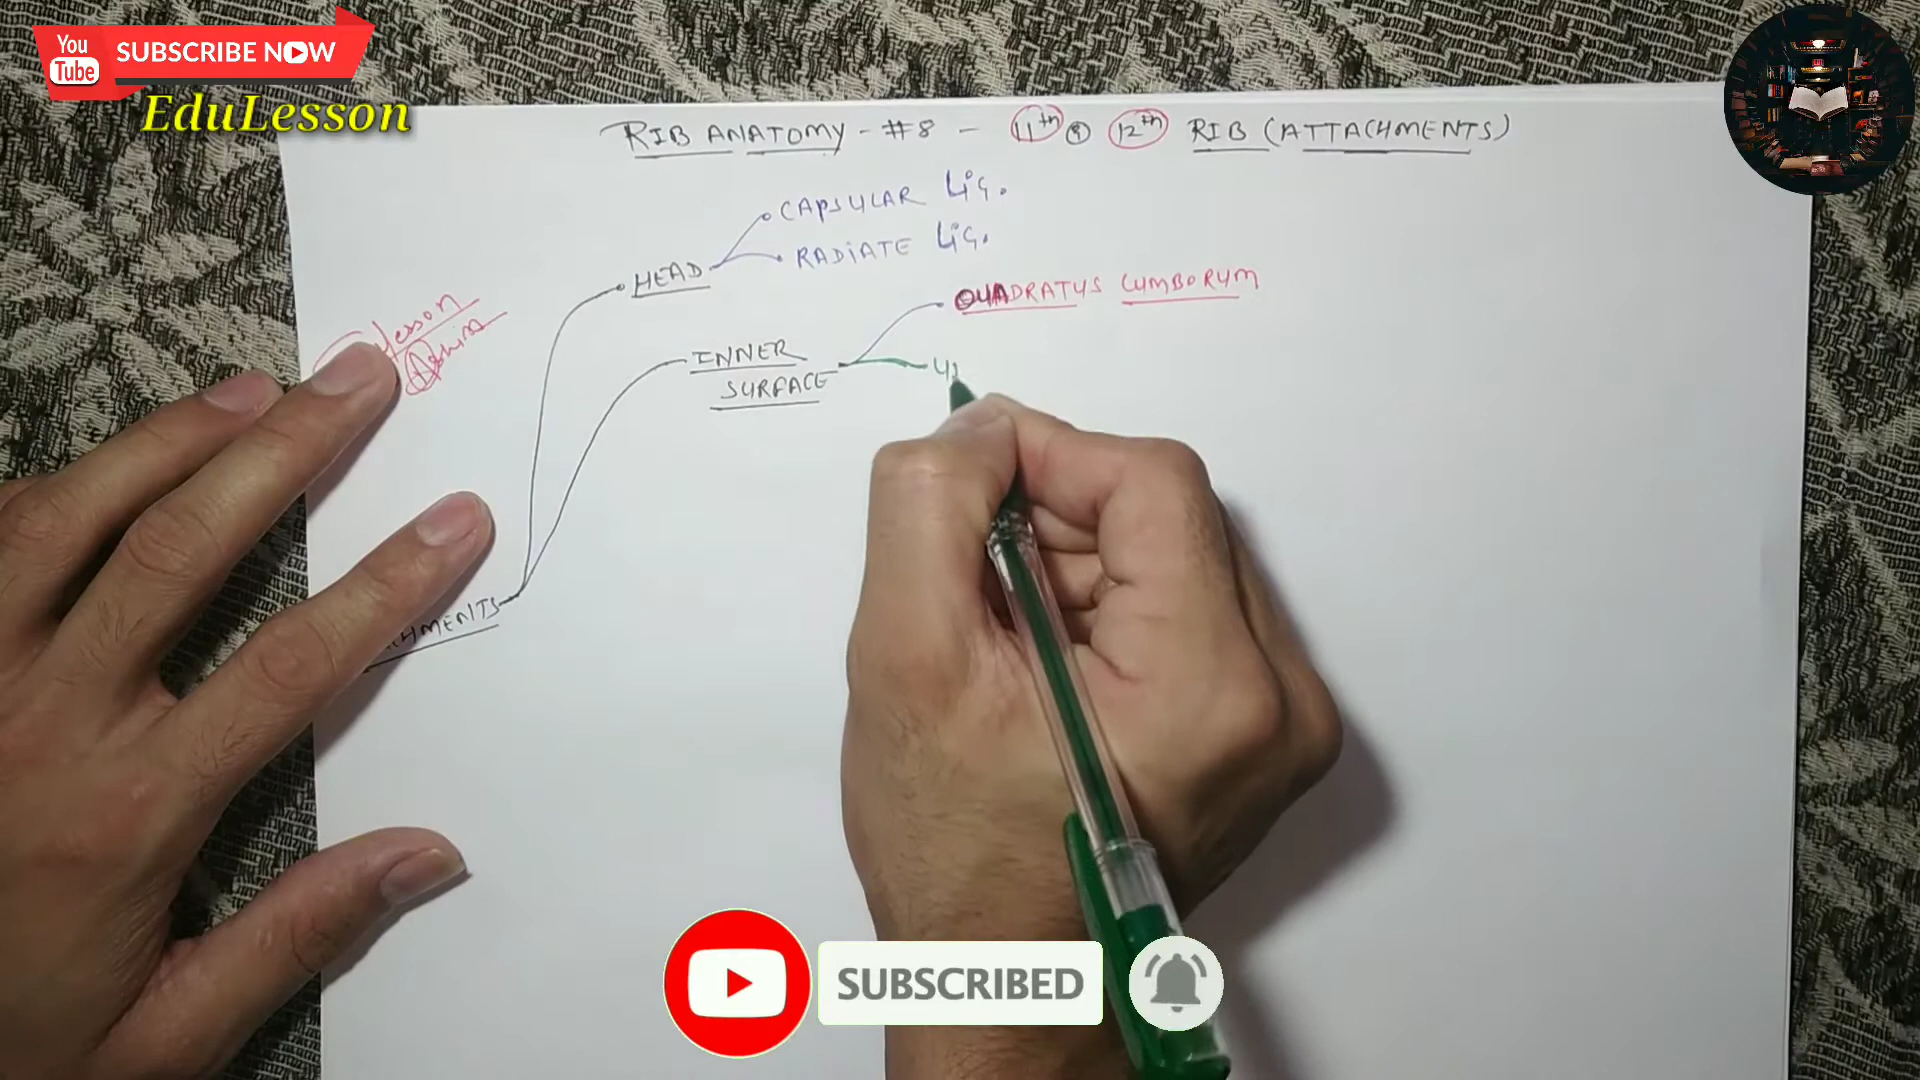 You Tube SUBSCRIBE NOW
EduLesson
RIB ANATOMY - #8 - 11th & 12th RIB (ATTACHMENTS)
CAPSULAR Lig.
RADIATE Lig.
HEAD
QUADRATUS LUMBORUM
INNER
SURFACE
SUBSCRIBED